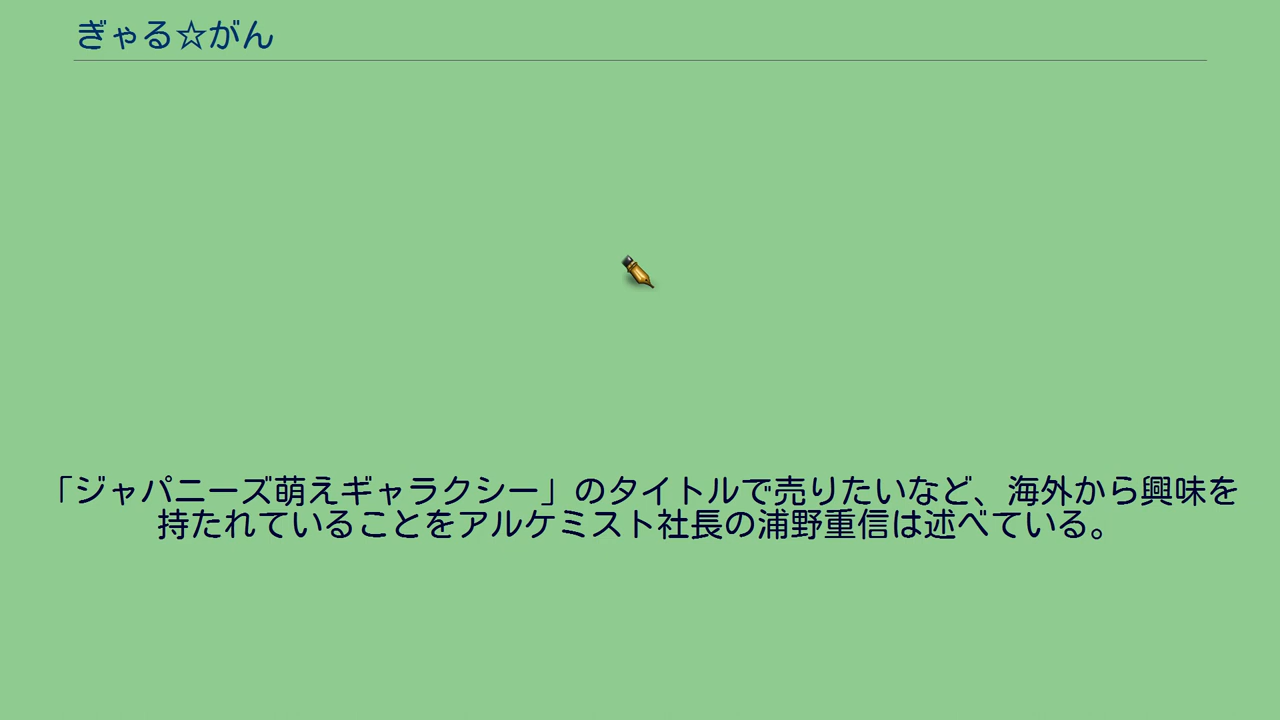 ぎゃる☆がん
「ジャパニーズ萌えギャラクシー」のタイトルで売りたいなど、海外から興味を
持たれていることをアルケミスト社長の浦野重信は述べている。